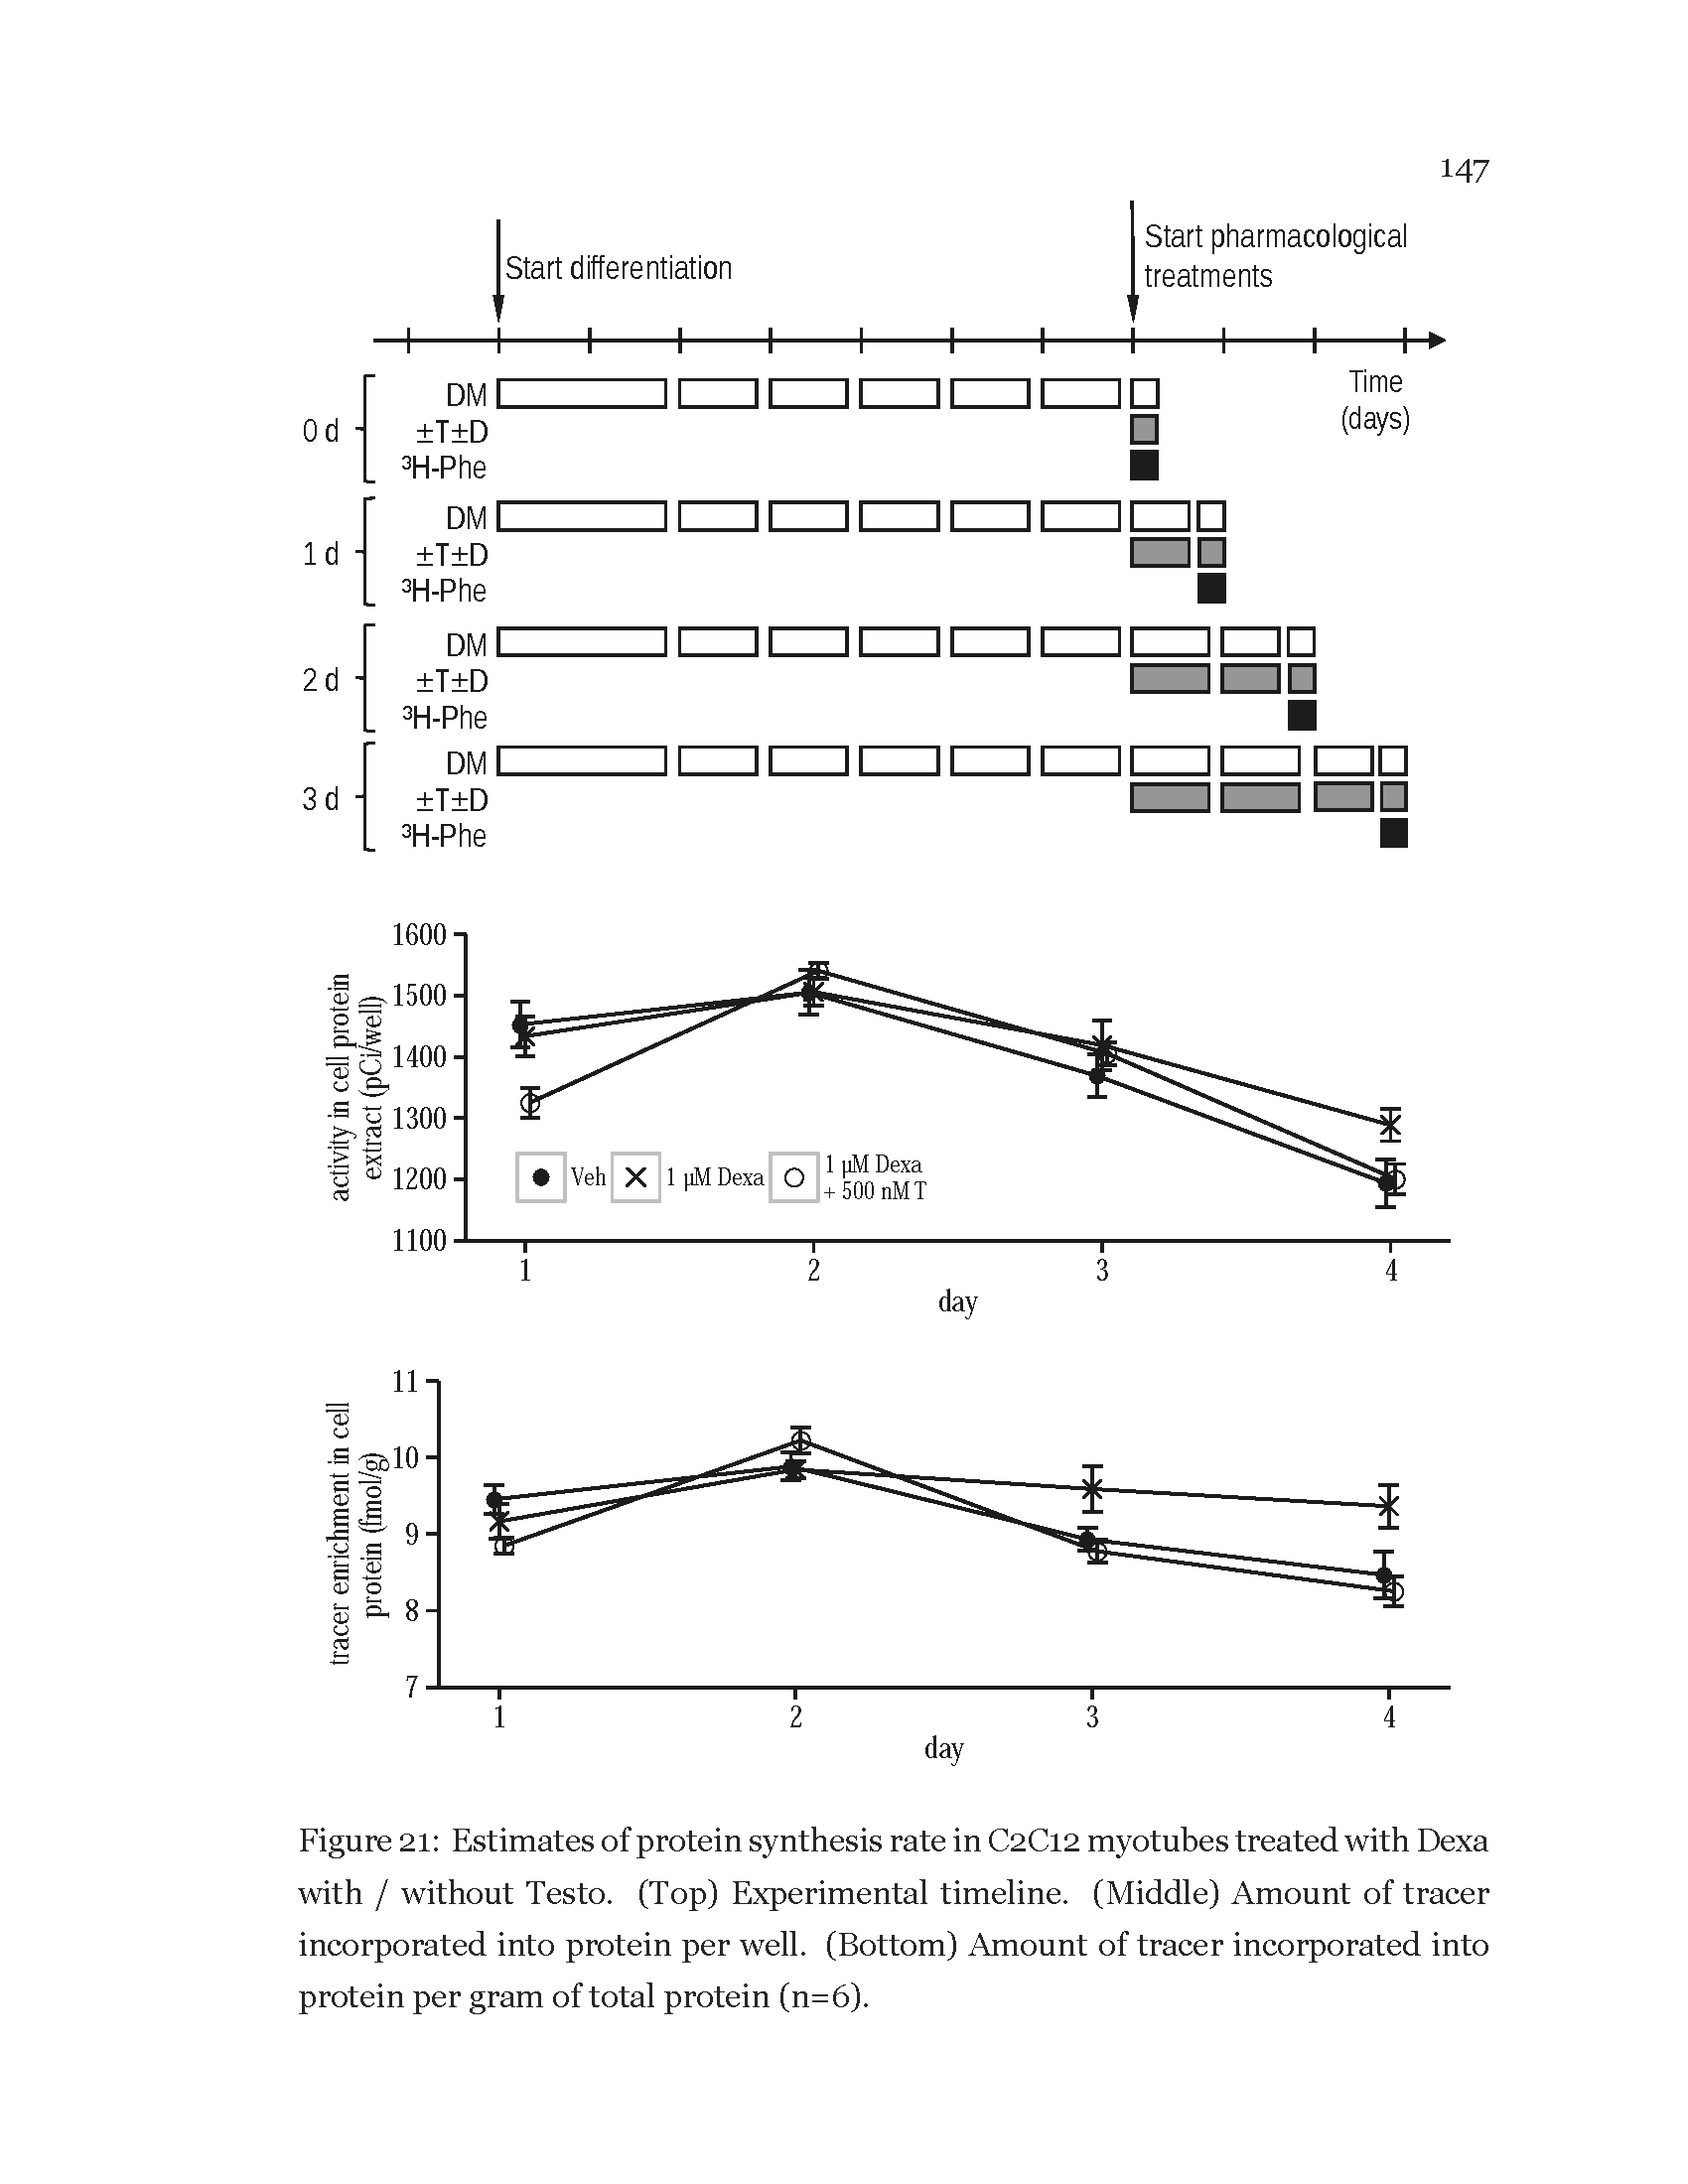 147
Start differentiation
Start pharmacological
treatments
Time
(days)
0 d
DM
±T±D
³H-Phe
1 d
DM
±T±D
³H-Phe
2 d
DM
±T±D
³H-Phe
3 d
DM
±T±D
³H-Phe
activity in cell protein
extract (pCi/well)
1600
1500
1400
1300
1200
1100
Veh
1 µM Dexa
1 µM Dexa
+ 500 nM T
1 2 3 4
day
tracer enrichment in cell
protein (fmol/g)
11
10
9
8
7
1 2 3 4
day
Figure 21: Estimates of protein synthesis rate in C2C12 myotubes treated with Dexa
with / without Testo. (Top) Experimental timeline. (Middle) Amount of tracer
incorporated into protein per well. (Bottom) Amount of tracer incorporated into
protein per gram of total protein (n=6).